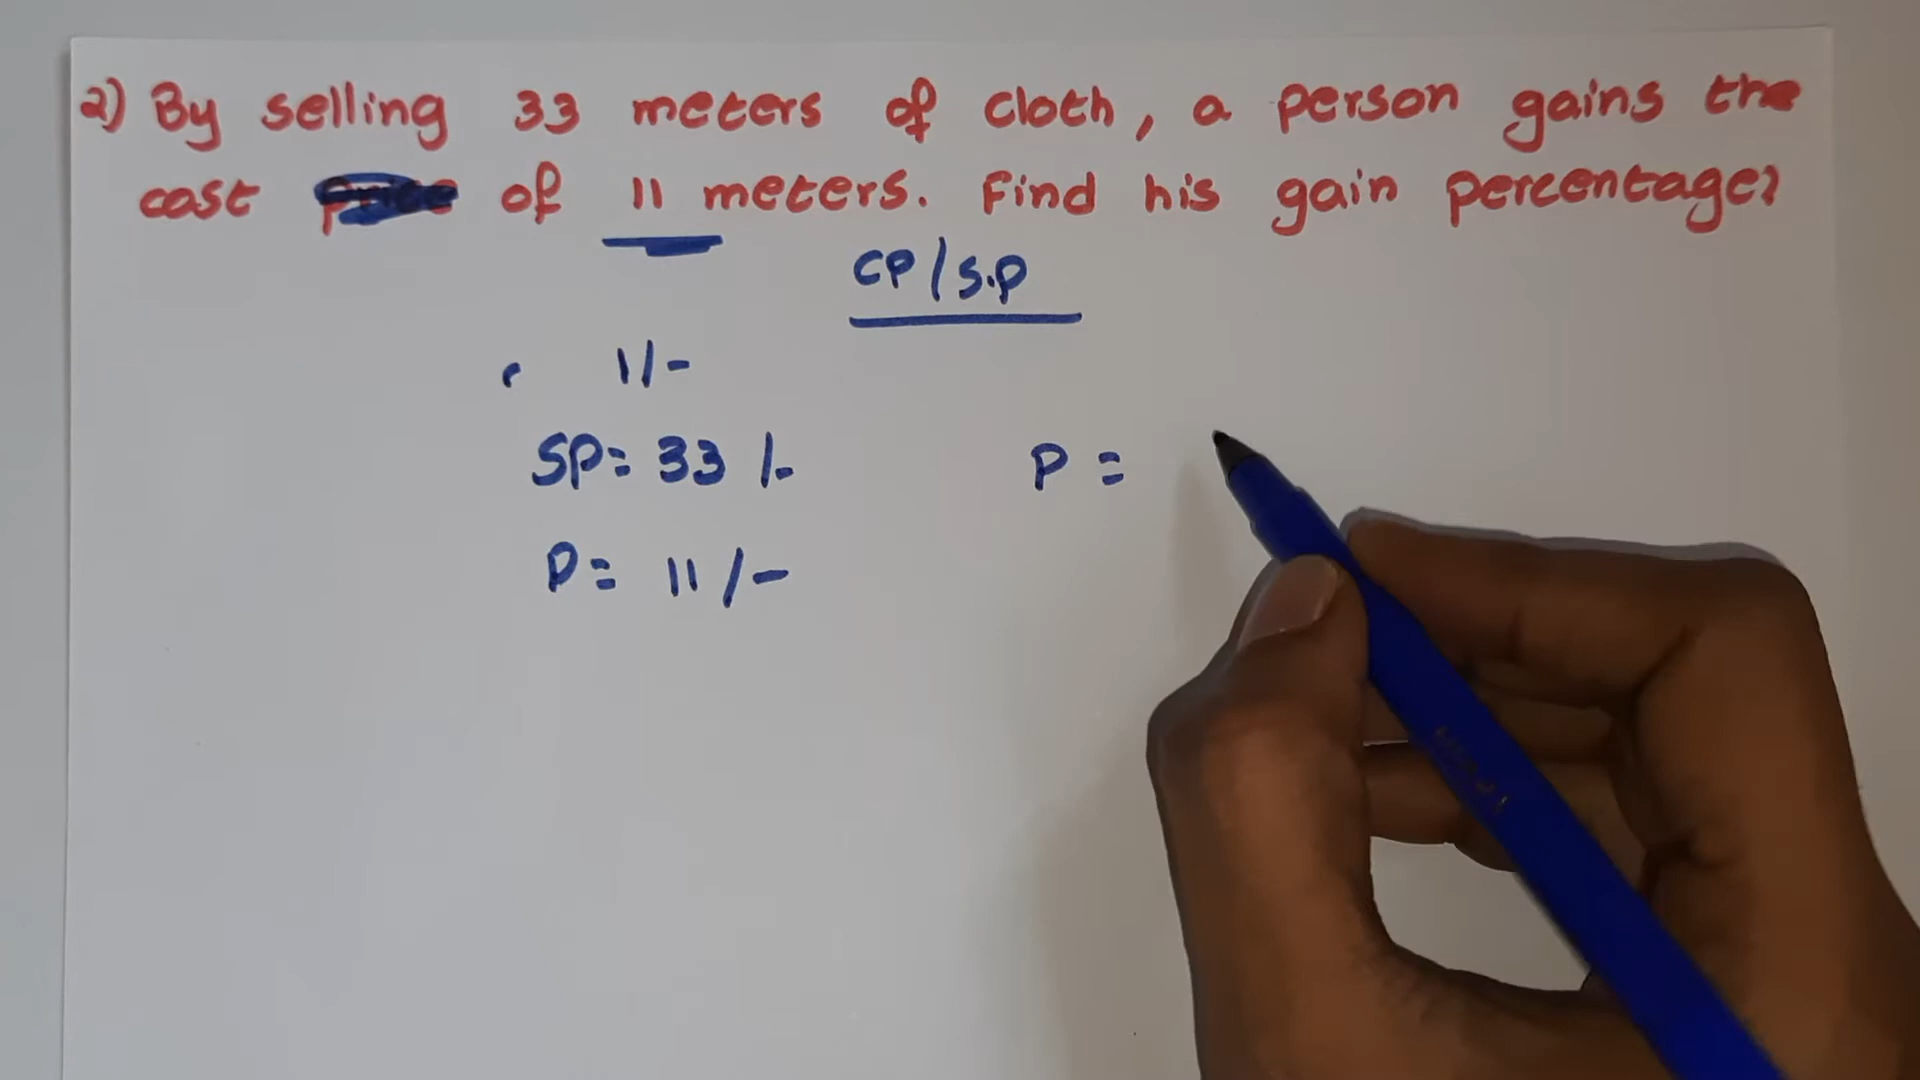 2) By selling 33 meters of cloth, a person gains the
cost price of 11 meters. Find his gain percentage?
CP/S.P
1/-
SP= 33 /-
P =
P= 11/-